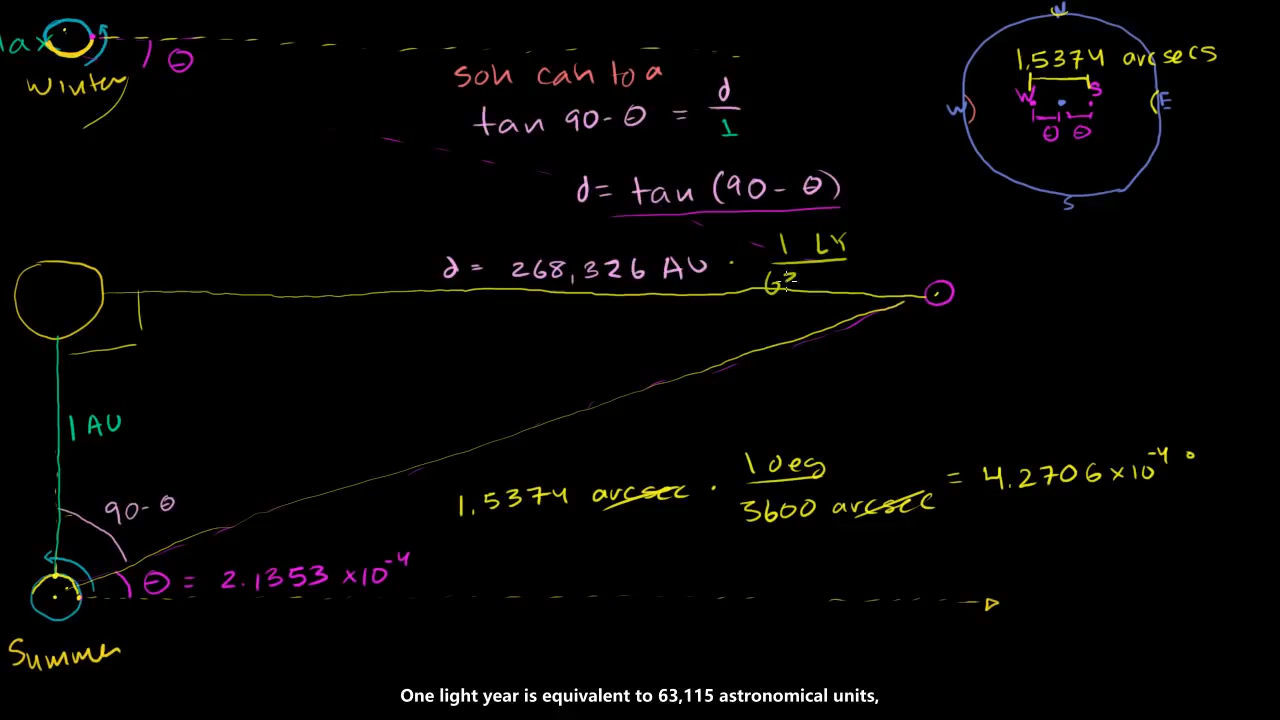 lax
Winter
θ
soh cah toa
tan 90-θ = d/1
d= tan (90- θ)
d = 268,326 AU · 1 LY/63
N
1.5374 arcsecs
W
W
S
E
θ θ
S
1 AU
90-θ
θ = 2.1353 ×10⁻⁴
1.5374 arcsec · 1 deg/3600 arcsec = 4.2706 ×10⁻⁴ °
Summer
One light year is equivalent to 63,115 astronomical units,